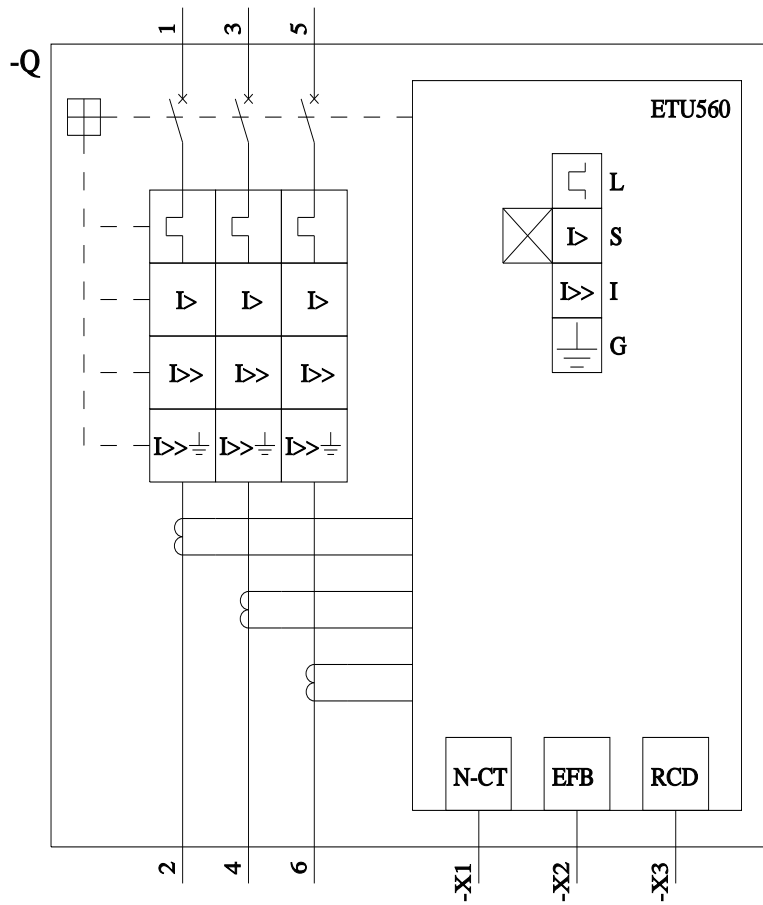 1 3 5
-Q
ETU560
L
I> S
I> I> I> I>> I
G
I>> I>> I>>
I>> I>> I>>
N-CT EFB RCD
2 4 6 -X1 -X2 -X3